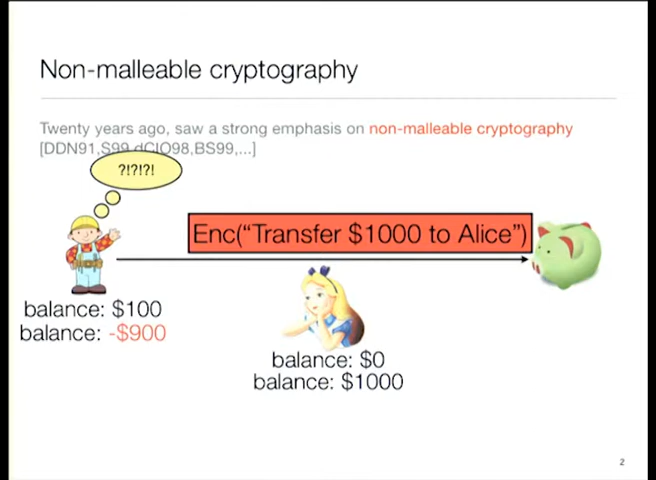 Non-malleable cryptography
Twenty years ago, saw a strong emphasis on non-malleable cryptography
[DDN91,S99,dCIO98,BS99,...]
?!?!?!
Enc("Transfer $1000 to Alice")
balance: $100
balance: -$900
balance: $0
balance: $1000
2